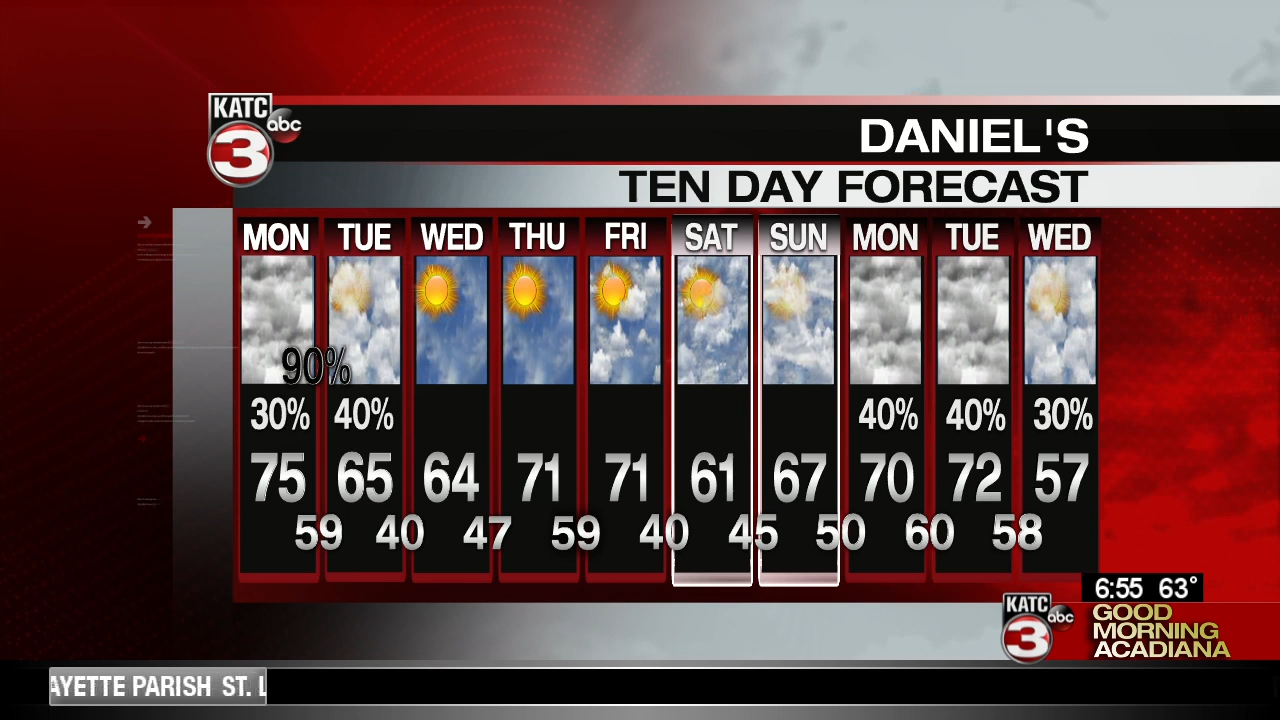 KATC
abc
3
DANIEL'S
TEN DAY FORECAST
MON TUE WED THU FRI SAT SUN MON TUE WED
90%
30% 40% 40% 40% 30%
75 65 64 71 71 61 67 70 72 57
59 40 47 59 40 45 50 60 58
6:55 63°
KATC
abc
3
GOOD
MORNING
ACADIANA
AYETTE PARISH ST. L